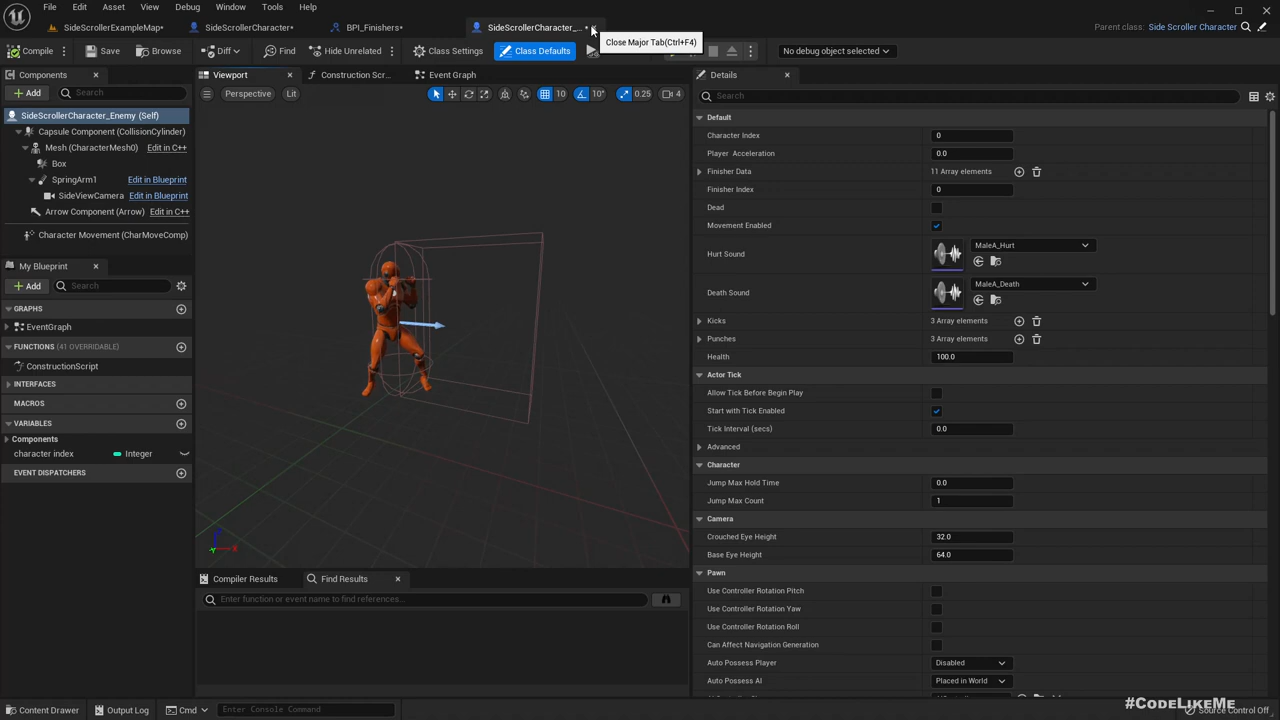 File Edit Asset View Debug Window Tools Help
SideScrollerExampleMap• SideScrollerCharacter• BPI_Finishers• SideScrollerCharacter_... •
Parent class: Side Scroller Character
Close Major Tab(Ctrl+F4)
Compile Save Diff Find Hide Unrelated Class Settings Class Defaults No debug object selected
Components
Add Search
SideScrollerCharacter_Enemy (Self)
Capsule Component (CollisionCylinder)
Mesh (CharacterMesh0) Edit in C++
Box
SpringArm1 Edit in Blueprint
SideViewCamera Edit in Blueprint
Arrow Component (Arrow) Edit in C++
Character Movement (CharMoveComp)
My Blueprint
Add Search
GRAPHS
EventGraph
FUNCTIONS (41 OVERRIDABLE)
ConstructionScript
INTERFACES
MACROS
VARIABLES
Components
character index Integer
EVENT DISPATCHERS
Viewport Construction Scr... Event Graph
Perspective Lit 10 10° 0.25 4
Compiler Results Find Results
Enter function or event name to find references...
Details
Search
Default
Character Index 0
Player Acceleration 0.0
Finisher Data 11 Array elements
Finisher Index 0
Dead
Movement Enabled
Hurt Sound MaleA_Hurt
Death Sound MaleA_Death
Kicks 3 Array elements
Punches 3 Array elements
Health 100.0
Actor Tick
Allow Tick Before Begin Play
Start with Tick Enabled
Tick Interval (secs) 0.0
Advanced
Character
Jump Max Hold Time 0.0
Jump Max Count 1
Camera
Crouched Eye Height 32.0
Base Eye Height 64.0
Pawn
Use Controller Rotation Pitch
Use Controller Rotation Yaw
Use Controller Rotation Roll
Can Affect Navigation Generation
Auto Possess Player Disabled
Auto Possess AI Placed in World
Content Drawer Output Log Cmd Enter Console Command Source Control Off
#CodeLikeMe